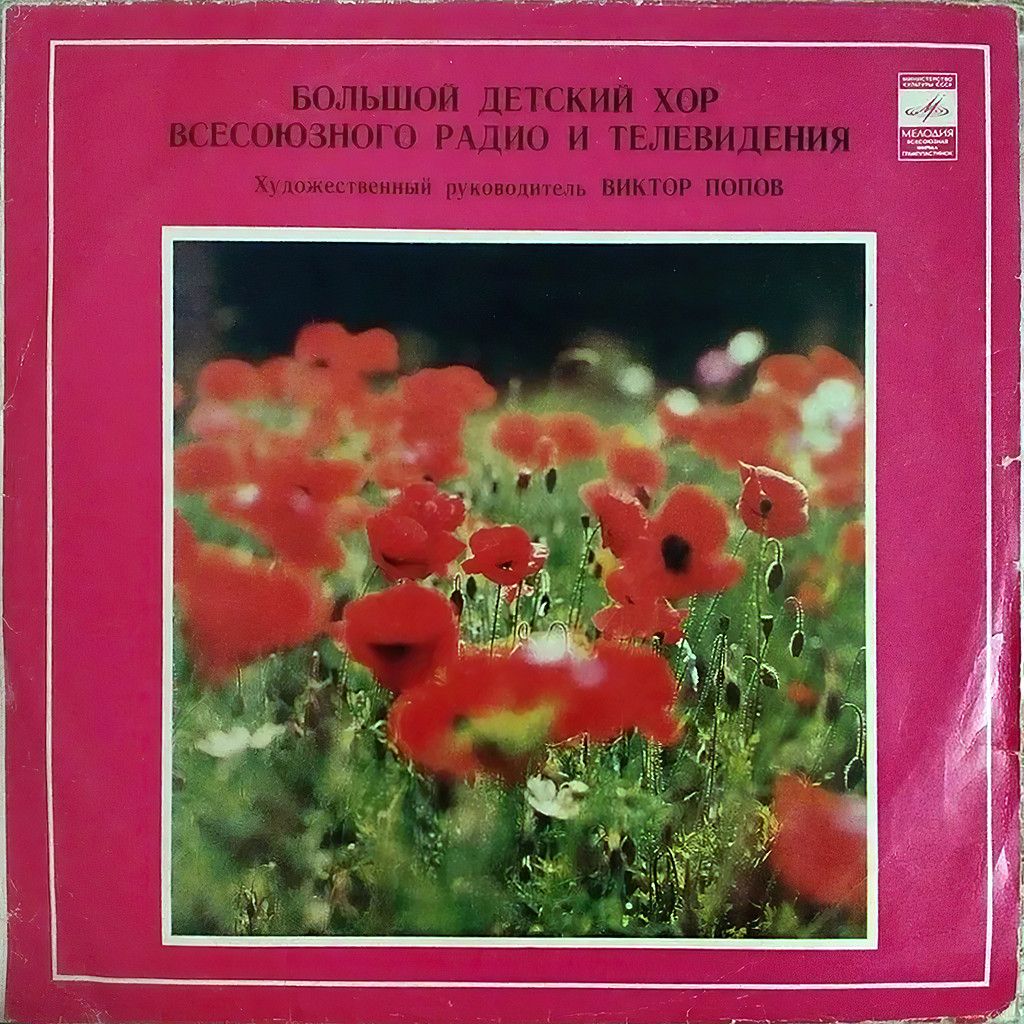 БОЛЬШОЙ ДЕТСКИЙ ХОР
ВСЕСОЮЗНОГО РАДИО И ТЕЛЕВИДЕНИЯ
Художественный руководитель ВИКТОР ПОПОВ
МИНИСТЕРСТВО
КУЛЬТУРЫ СССР
МЕЛОДИЯ
ВСЕСОЮЗНАЯ
ФИРМА
ГРАМПЛАСТИНОК